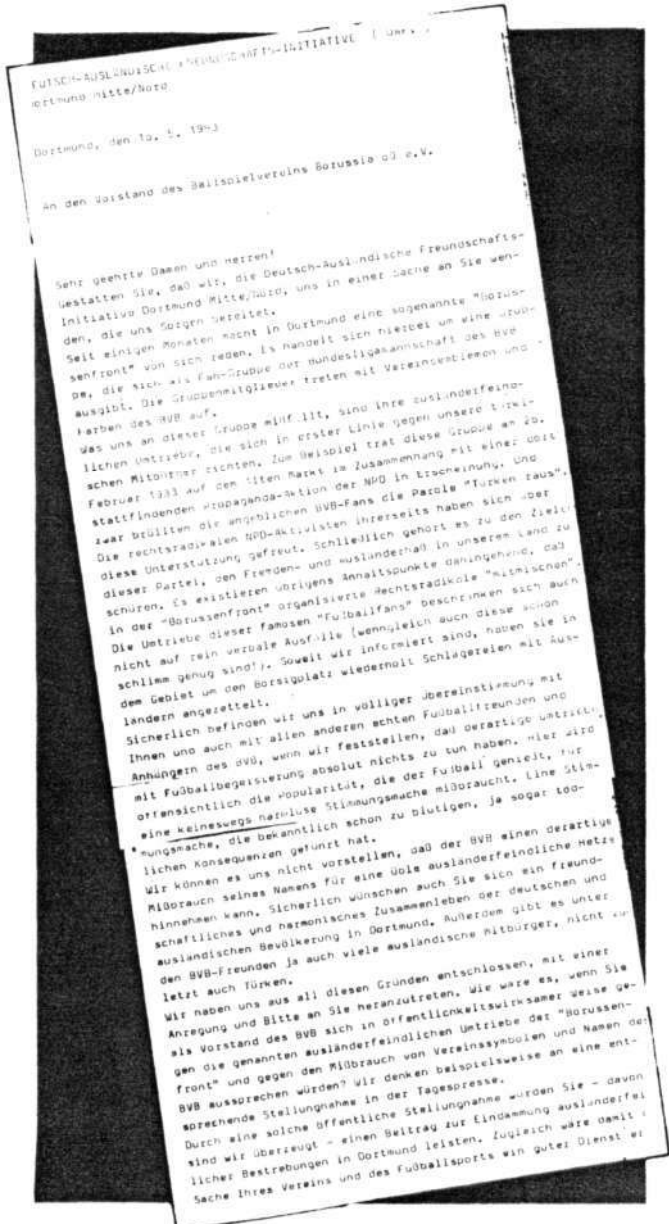 EUTSCH-AUSLÄNDISCHE FREUNDSCHAFTS-INITIATIVE
ortmund Mitte/Nord
Dortmund, den 10. 5. 1983
An den Vorstand des Ballspielvereins Borussia 09 e.V.
Sehr geehrte Damen und Herren!
Gestatten Sie, daß wir, die Deutsch-Ausländische Freundschafts-
Initiative Dortmund Mitte/Nord, uns in einer Sache an Sie wen-
den, die uns Sorgen bereitet.
Seit einigen Monaten macht in Dortmund eine sogenannte "Borus-
senfront" von sich reden. Es handelt sich hierbei um eine Grup-
pe, die sich als Fan-Gruppe der Bundesligamannschaft des BVB
ausgibt. Die Gruppenmitglieder treten mit Vereinsemblemen und
Farben des BVB auf.
Was uns an dieser Gruppe mißfällt, sind ihre ausländerfeind-
lichen Umtriebe, die sich in erster Linie gegen unsere türki-
schen Mitbürger richten. Zum Beispiel trat diese Gruppe am 26.
Februar 1983 auf dem Alten Markt im Zusammenhang mit einer dort
stattfindenden Propaganda-Aktion der NPD in Erscheinung. Und
zwar brüllten die angeblichen BVB-Fans die Parole "Türken raus".
Die rechtsradikalen NPD-Aktivisten ihrerseits haben sich über
diese Unterstützung gefreut. Schließlich gehört es zu den Ziele
dieser Partei, den Fremden- und Ausländerhaß in unserem Land zu
schüren. Es existieren übrigens Anhaltspunkte dahingehend, daß
in der "Borussenfront" organisierte Rechtsradikale "mitmischen".
Die Umtriebe dieser famosen "Fußballfans" beschränken sich auch
nicht auf rein verbale Ausfälle (wenngleich auch diese schon
schlimm genug sind!). Soweit wir informiert sind, haben sie in
dem Gebiet um den Borsigplatz wiederholt Schlägereien mit Aus-
ländern angezettelt.
Sicherlich befinden wir uns in völliger Übereinstimmung mit
Ihnen und auch mit allen anderen echten Fußballfreunden und
Anhängern des BVB, wenn wir feststellen, daß derartige Umtriebe
mit Fußballbegeisterung absolut nichts zu tun haben. Hier wird
offensichtlich die Popularität, die der Fußball genießt, für
eine keineswegs harmlose Stimmungsmache mißbraucht. Eine Stim-
mungsmache, die bekanntlich schon zu blutigen, ja sogar töd-
lichen Konsequenzen geführt hat.
Wir können es uns nicht vorstellen, daß der BVB einen derartige
Mißbrauch seines Namens für eine üble ausländerfeindliche Hetze
hinnehmen kann. Sicherlich wünschen auch Sie sich ein freund-
schaftliches und harmonisches Zusammenleben der deutschen und
ausländischen Bevölkerung in Dortmund. Außerdem gibt es unter
den BVB-Freunden ja auch viele ausländische Mitbürger, nicht zu-
letzt auch Türken.
Wir haben uns aus all diesen Gründen entschlossen, mit einer
Anregung und Bitte an Sie heranzutreten. Wie wäre es, wenn Sie
als Vorstand des BVB sich in öffentlichkeitswirksamer Weise ge-
gen die genannten ausländerfeindlichen Umtriebe der "Borussen-
front" und gegen den Mißbrauch von Vereinssymbolen und Namen des
BVB aussprechen würden? Wir denken beispielsweise an eine ent-
sprechende Stellungnahme in der Tagespresse.
Durch eine solche öffentliche Stellungnahme würden Sie - davon
sind wir überzeugt - einen Beitrag zur Eindämmung ausländerfei
licher Bestrebungen in Dortmund leisten. Zugleich wäre damit
Sache Ihres Vereins und des Fußballsports ein guter Dienst er